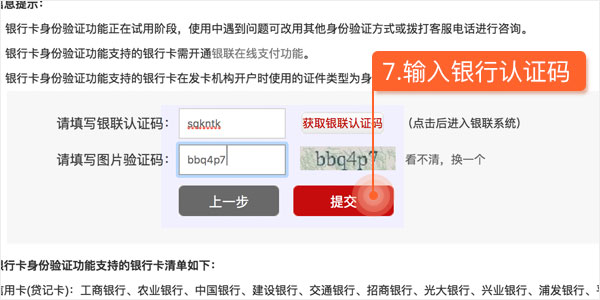 信息提示：
银行卡身份验证功能正在试用阶段，使用中遇到问题可改用其他身份验证方式或拨打客服电话进行咨询。
银行卡身份验证功能支持的银行卡需开通银联在线支付功能。
银行卡身份验证功能支持的银行卡在发卡机构开户时使用的证件类型为身
7.输入银行认证码
请填写银联认证码： sqkntk 获取银联认证码 （点击后进入银联系统）
请填写图片验证码： bbq4p7 bbq4p7 看不清，换一个
上一步 提交
银行卡身份验证功能支持的银行卡清单如下：
信用卡(贷记卡)：工商银行、农业银行、中国银行、建设银行、交通银行、招商银行、光大银行、兴业银行、浦发银行、